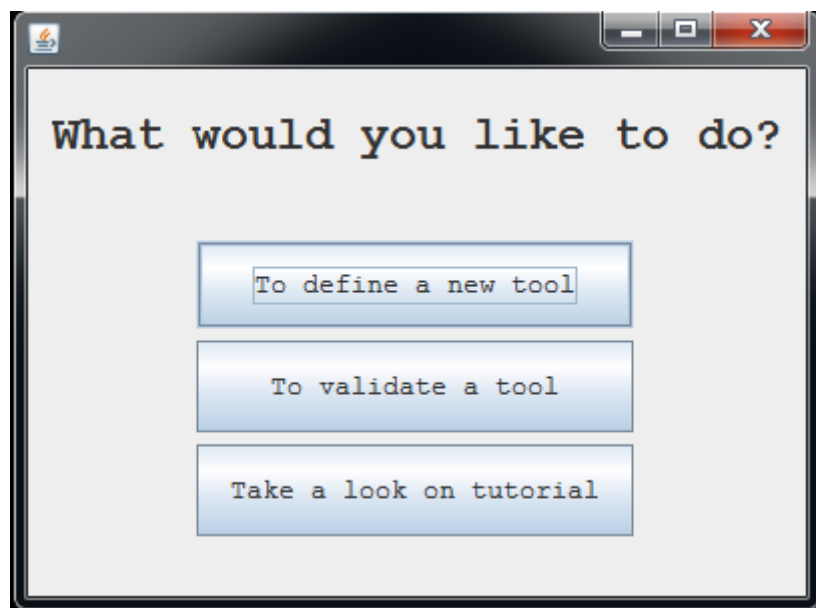 What would you like to do?
To define a new tool
To validate a tool
Take a look on tutorial